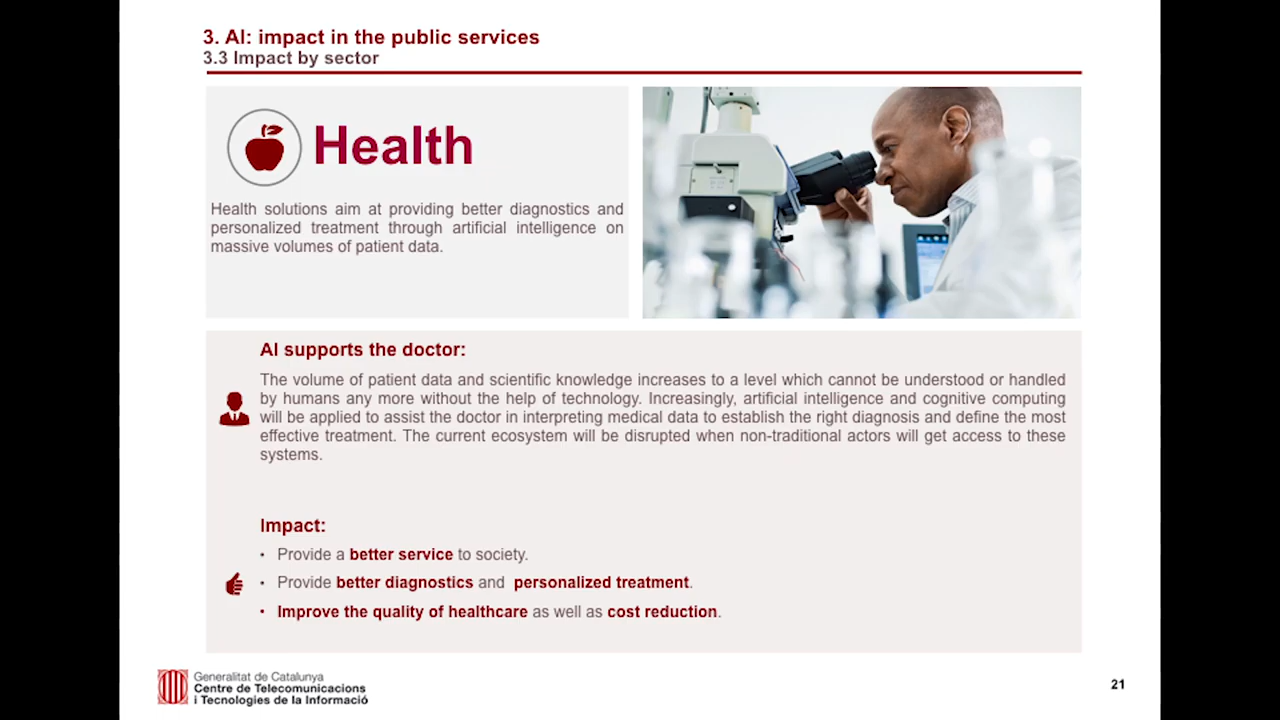 3. AI: impact in the public services
3.3 Impact by sector
Health
Health solutions aim at providing better diagnostics and
personalized treatment through artificial intelligence on
massive volumes of patient data.
AI supports the doctor:
The volume of patient data and scientific knowledge increases to a level which cannot be understood or handled
by humans any more without the help of technology. Increasingly, artificial intelligence and cognitive computing
will be applied to assist the doctor in interpreting medical data to establish the right diagnosis and define the most
effective treatment. The current ecosystem will be disrupted when non-traditional actors will get access to these
systems.
Impact:
• Provide a better service to society.
• Provide better diagnostics and personalized treatment.
• Improve the quality of healthcare as well as cost reduction.
Generalitat de Catalunya
Centre de Telecomunicacions
i Tecnologies de la Informació
21